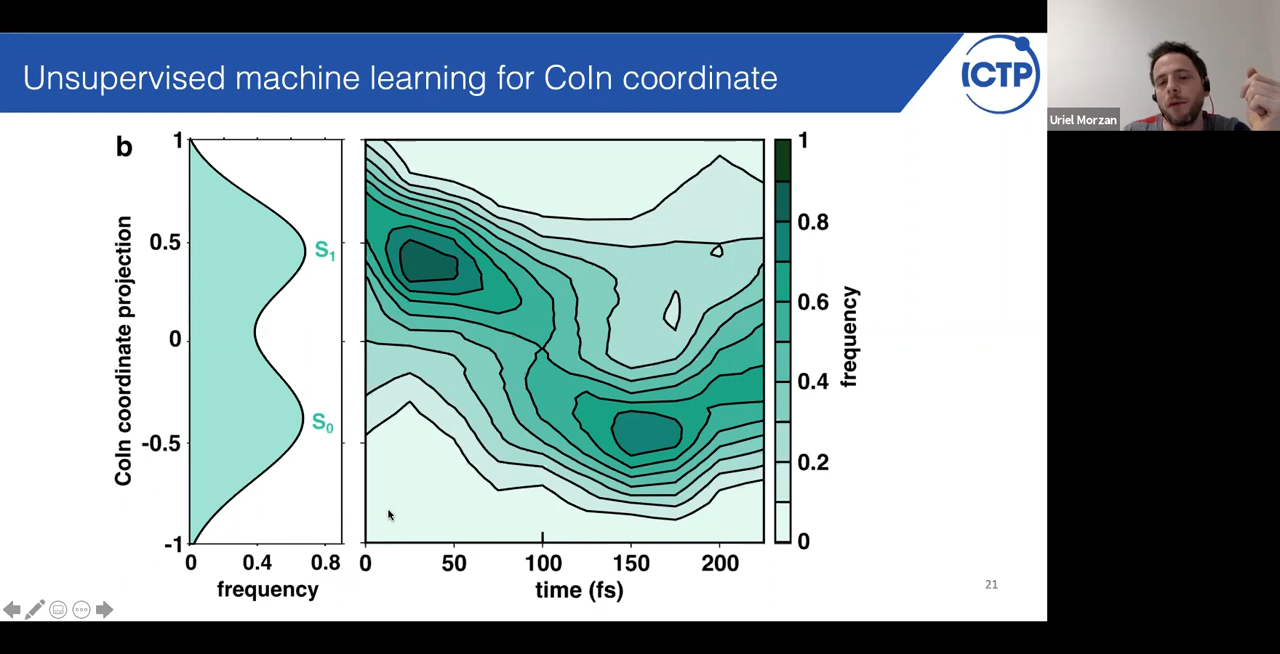 Unsupervised machine learning for CoIn coordinate
ICTP
Uriel Morzan
b
CoIn coordinate projection
1
0.5
0
-0.5
-1
S1
S0
0 0.4 0.8
frequency
0 50 100 150 200
time (fs)
1
0.8
0.6
0.4
0.2
0
frequency
21